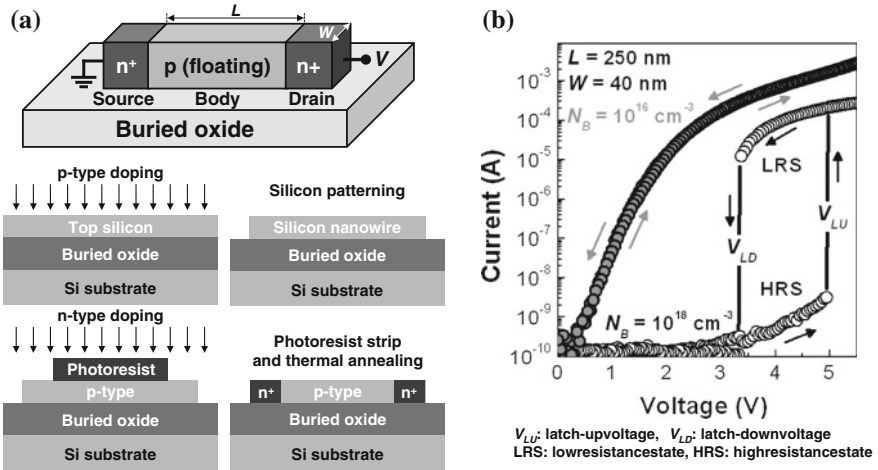 (a)
L
W
n+
p (floating)
n+
V
Source
Body
Drain
Buried oxide
p-type doping
Top silicon
Buried oxide
Si substrate
Silicon patterning
Silicon nanowire
Buried oxide
Si substrate
n-type doping
Photoresist
p-type
Buried oxide
Si substrate
Photoresist strip
and thermal annealing
n+
p-type
n+
Buried oxide
Si substrate
(b)
Current (A)
10^-3
10^-4
10^-5
10^-6
10^-7
10^-8
10^-9
10^-10
L = 250 nm
W = 40 nm
N_B = 10^16 cm^-3
LRS
V_LD
V_LU
HRS
N_B = 10^18 cm^-3
0 1 2 3 4 5
Voltage (V)
V_LU: latch-upvoltage, V_LD: latch-downvoltage
LRS: lowresistancestate, HRS: highresistancestate